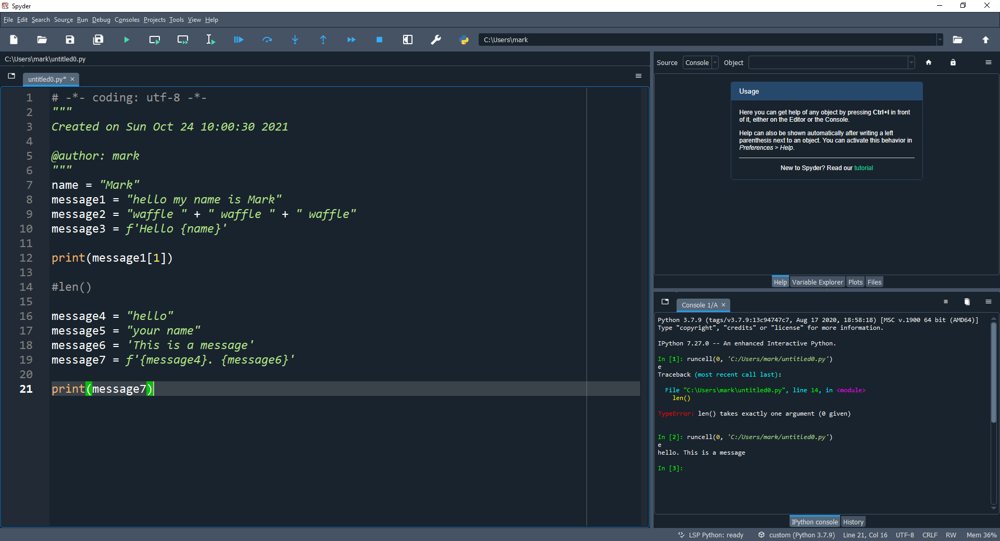 Spyder
File Edit Search Source Run Debug Consoles Projects Tools View Help
C:\Users\mark
C:\Users\mark\untitled0.py
untitled0.py*
1 # -*- coding: utf-8 -*-
2 """
3 Created on Sun Oct 24 10:00:30 2021
4
5 @author: mark
6 """
7 name = "Mark"
8 message1 = "hello my name is Mark"
9 message2 = "waffle " + " waffle " + " waffle"
10 message3 = f'Hello {name}'
11
12 print(message1[1])
13
14 #len()
15
16 message4 = "hello"
17 message5 = "your name"
18 message6 = 'This is a message'
19 message7 = f'{message4}. {message6}'
20
21 print(message7)
Source Console Object
Usage
Here you can get help of any object by pressing Ctrl+I in front
of it, either on the Editor or the Console.
Help can also be shown automatically after writing a left
parenthesis next to an object. You can activate this behavior in
Preferences > Help.
New to Spyder? Read our tutorial
Help Variable Explorer Plots Files
Console 1/A
Python 3.7.9 (tags/v3.7.9:13c94747c7, Aug 17 2020, 18:58:18) [MSC v.1900 64 bit (AMD64)]
Type "copyright", "credits" or "license" for more information.
IPython 7.27.0 -- An enhanced Interactive Python.
In [1]: runcell(0, 'C:/Users/mark/untitled0.py')
e
Traceback (most recent call last):
File "C:\Users\mark\untitled0.py", line 14, in <module>
len()
TypeError: len() takes exactly one argument (0 given)
In [2]: runcell(0, 'C:/Users/mark/untitled0.py')
e
hello. This is a message
In [3]:
IPython console History
LSP Python: ready custom (Python 3.7.9) Line 21, Col 16 UTF-8 CRLF RW Mem 36%